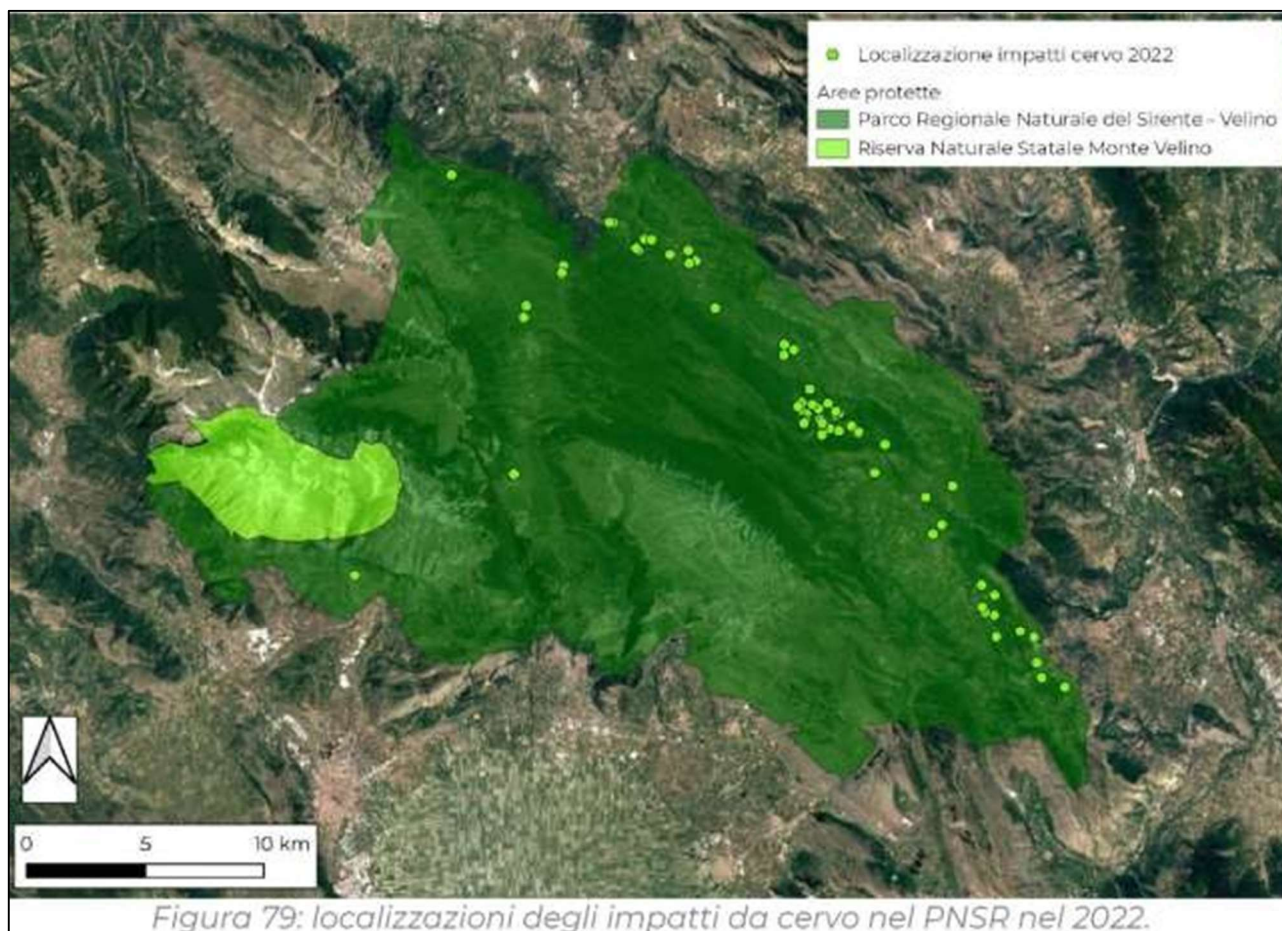 Localizzazione impatti cervo 2022
Aree protette
Parco Regionale Naturale del Sirente - Velino
Riserva Naturale Statale Monte Velino
0 5 10 km
Figura 79: localizzazioni degli impatti da cervo nel PNSR nel 2022.